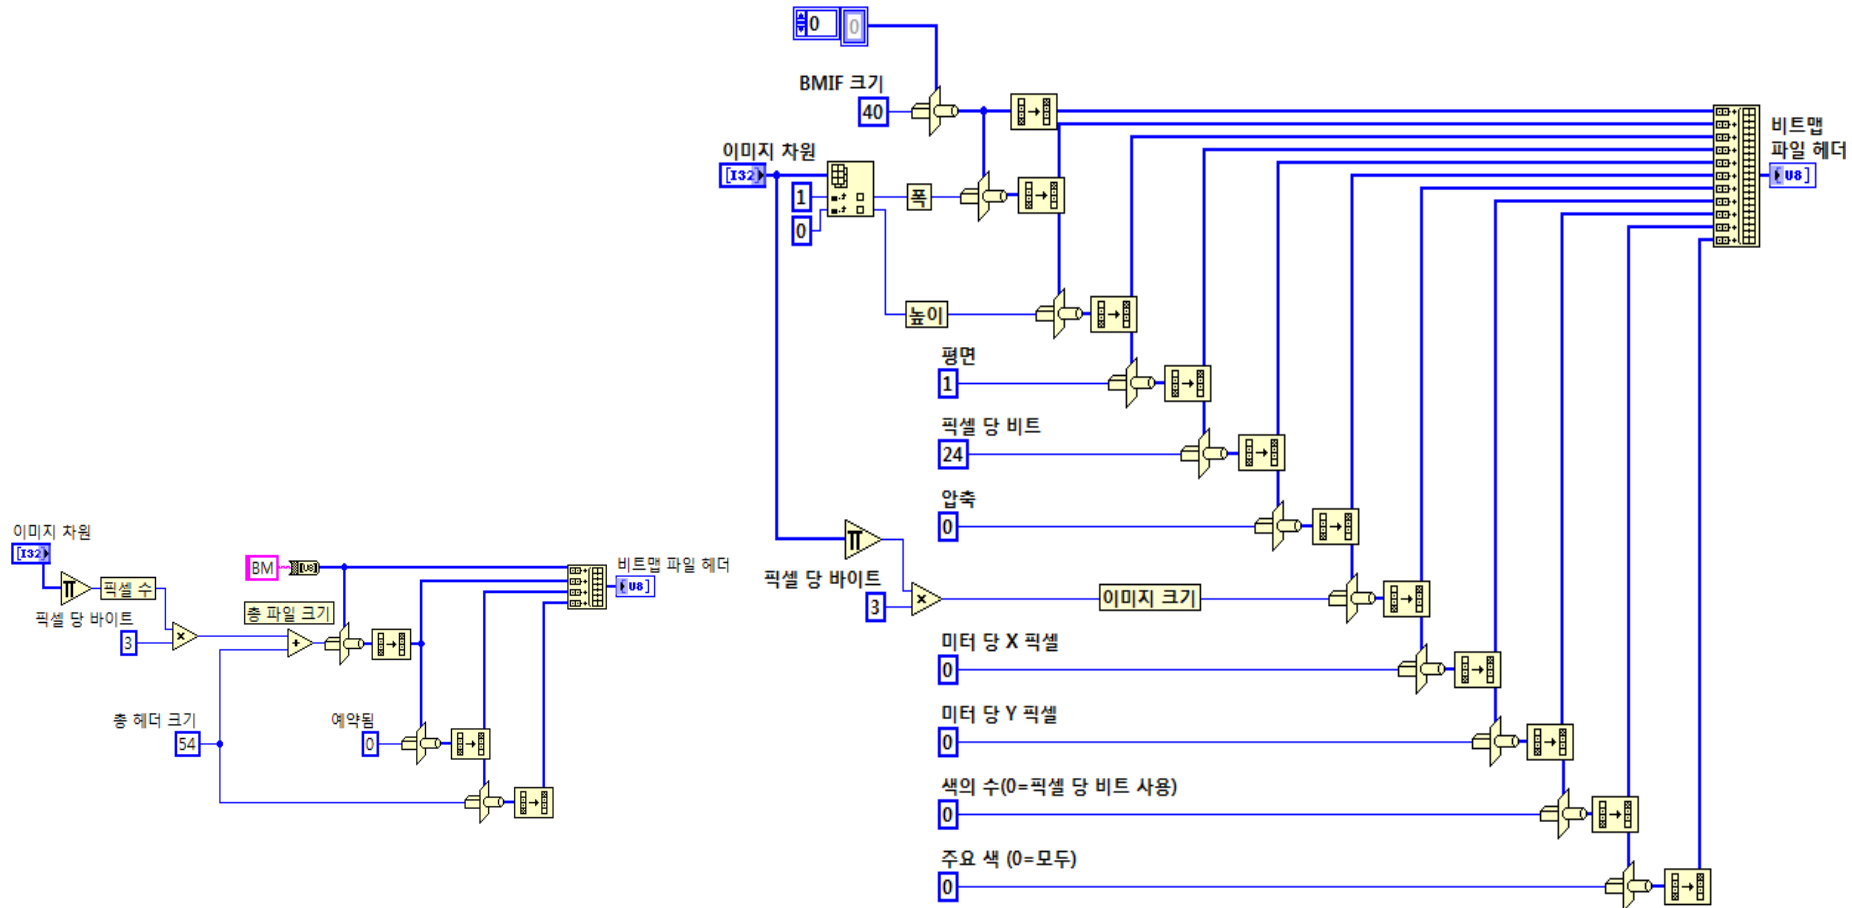 이미지 차원
[I32]
픽셀 수
픽셀 당 바이트
3
BM
[U8]
총 파일 크기
비트맵 파일 헤더
U8]
총 헤더 크기
54
예약됨
0
0
0
BMIF 크기
40
이미지 차원
[I32]
1
0
폭
높이
평면
1
픽셀 당 비트
24
압축
0
픽셀 당 바이트
3
이미지 크기
미터 당 X 픽셀
0
미터 당 Y 픽셀
0
색의 수(0=픽셀 당 비트 사용)
0
주요 색 (0=모두)
0
비트맵
파일 헤더
U8]